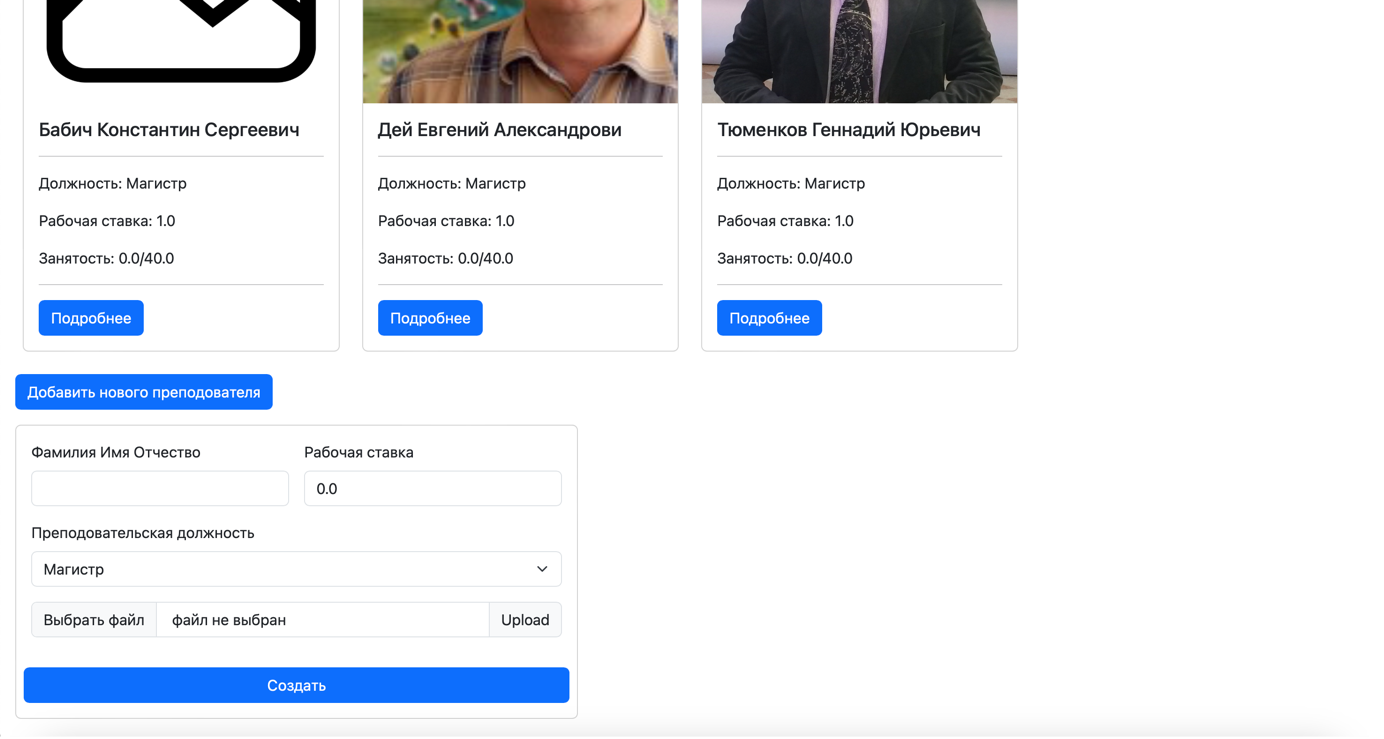 Бабич Константин Сергеевич
Дей Евгений Александрови
Тюменков Геннадий Юрьевич
Должность: Магистр
Должность: Магистр
Должность: Магистр
Рабочая ставка: 1.0
Рабочая ставка: 1.0
Рабочая ставка: 1.0
Занятость: 0.0/40.0
Занятость: 0.0/40.0
Занятость: 0.0/40.0
Подробнее
Подробнее
Подробнее
Добавить нового преподователя
Фамилия Имя Отчество
Рабочая ставка
0.0
Преподовательская должность
Магистр
Выбрать файл
файл не выбран
Upload
Создать